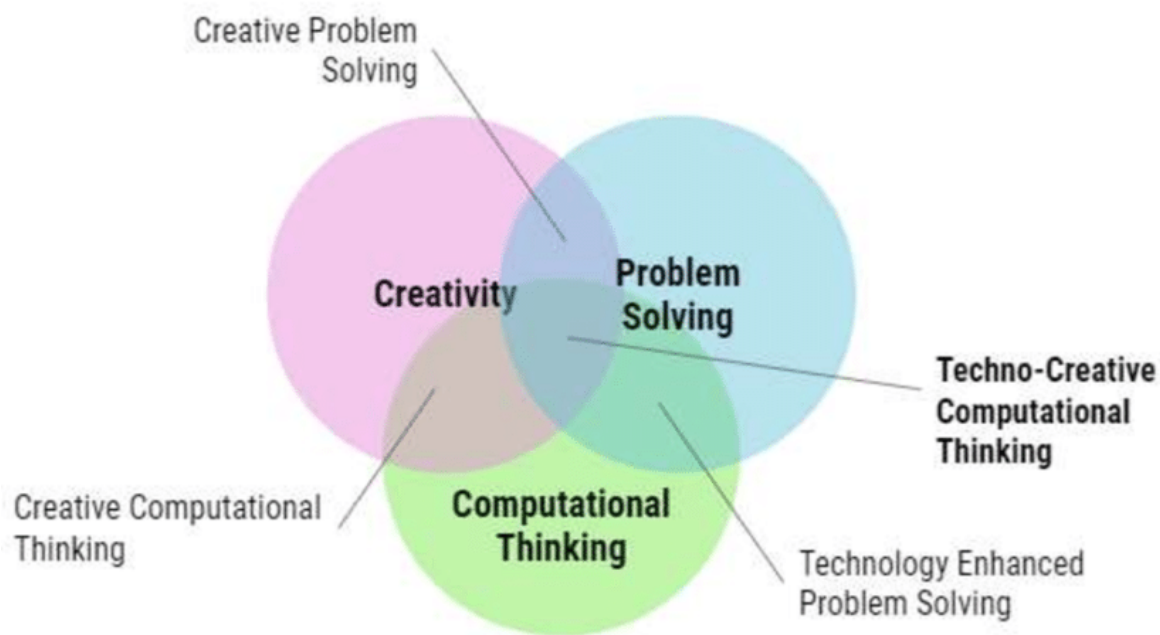 Creative Problem
Solving
Creativity
Problem
Solving
Techno-Creative
Computational
Thinking
Creative Computational
Thinking
Computational
Thinking
Technology Enhanced
Problem Solving